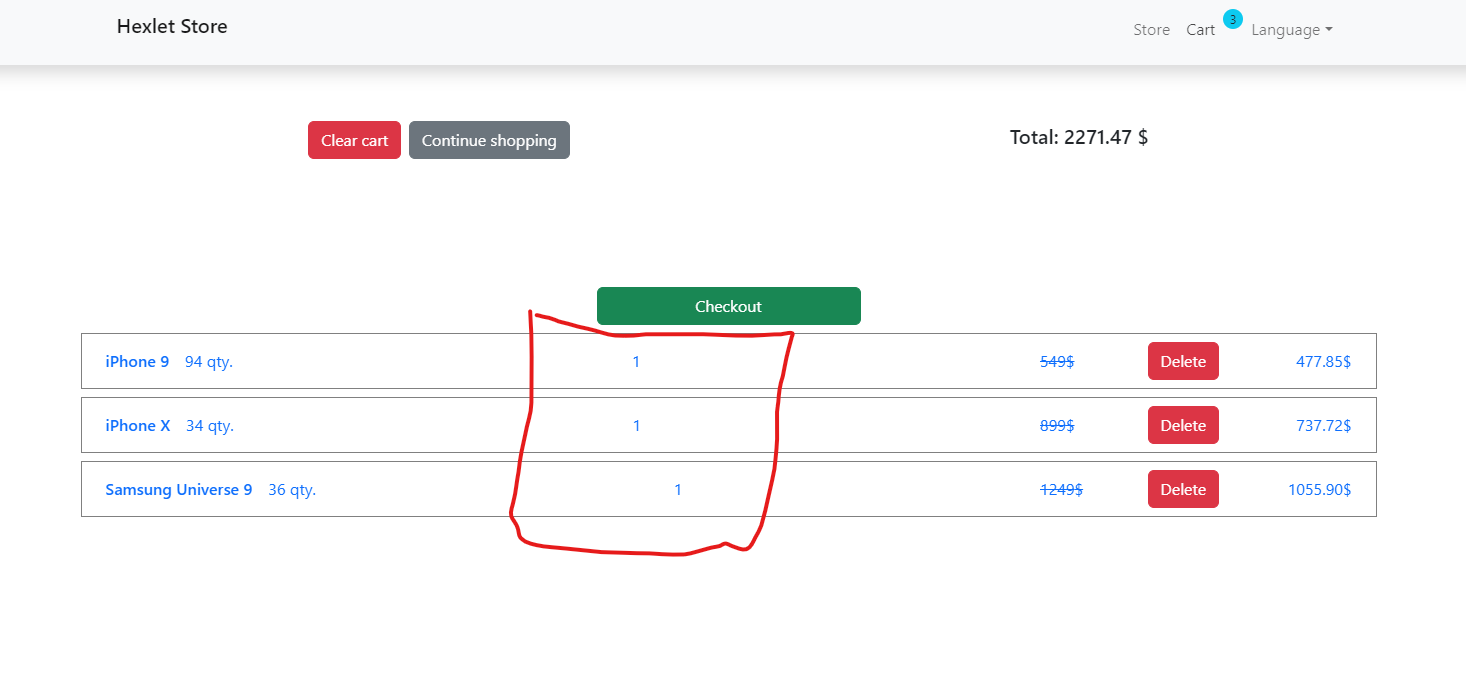 Hexlet Store Store Cart 3 Language
Clear cart Continue shopping Total: 2271.47 $
Checkout
iPhone 9 94 qty. 1 549$ Delete 477.85$
iPhone X 34 qty. 1 899$ Delete 737.72$
Samsung Universe 9 36 qty. 1 1249$ Delete 1055.90$